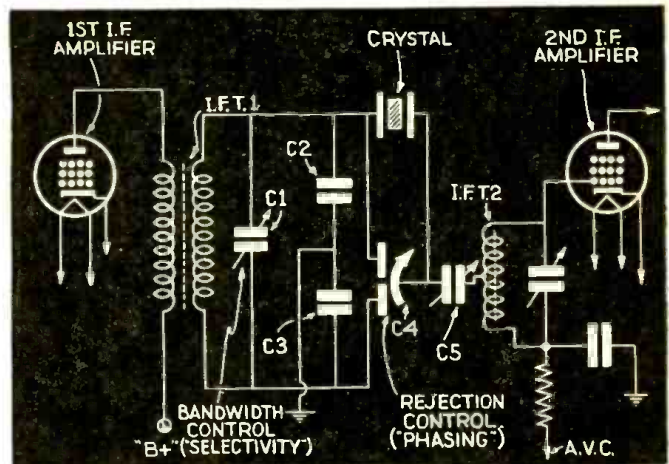 1ST I.F.
AMPLIFIER
CRYSTAL
2ND I.F.
AMPLIFIER
I.F.T.1
C2
C1
I.F.T.2
C3
C4
C5
BANDWIDTH
CONTROL
"B+" ("SELECTIVITY")
REJECTION
CONTROL
("PHASING")
A.V.C.